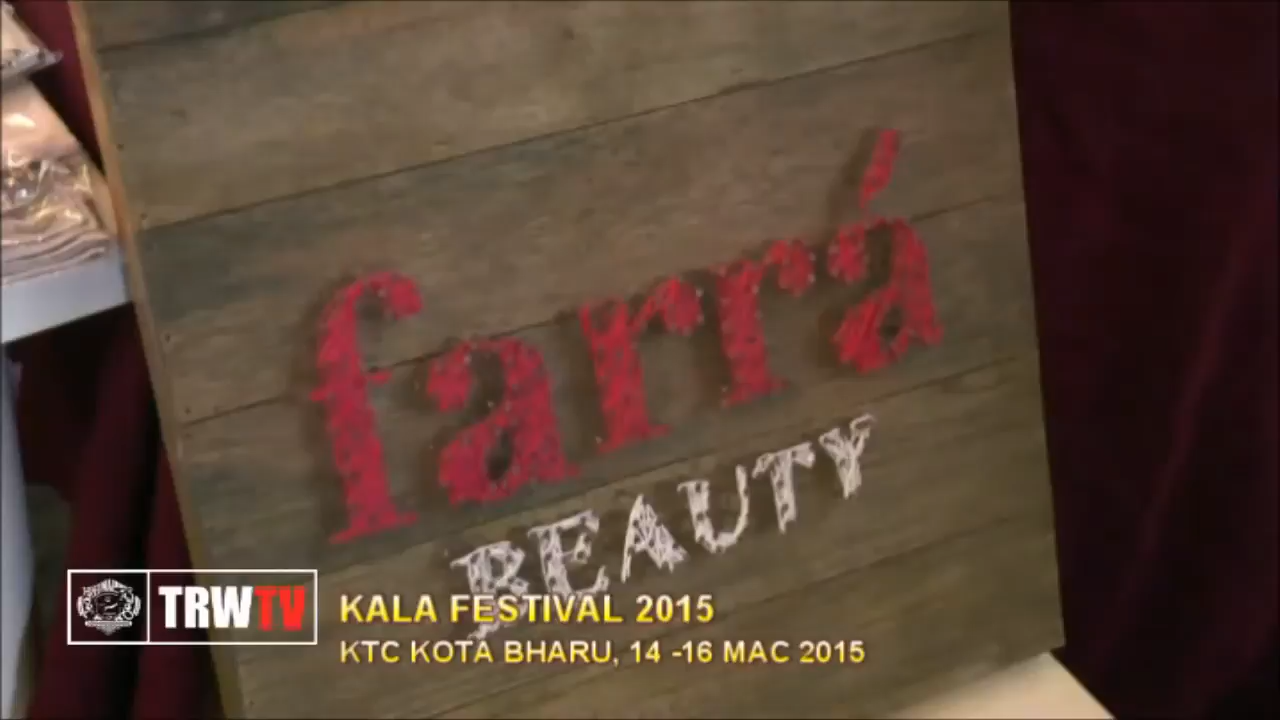 farrá
BEAUTY
TRWTV
KALA FESTIVAL 2015
KTC KOTA BHARU, 14 -16 MAC 2015